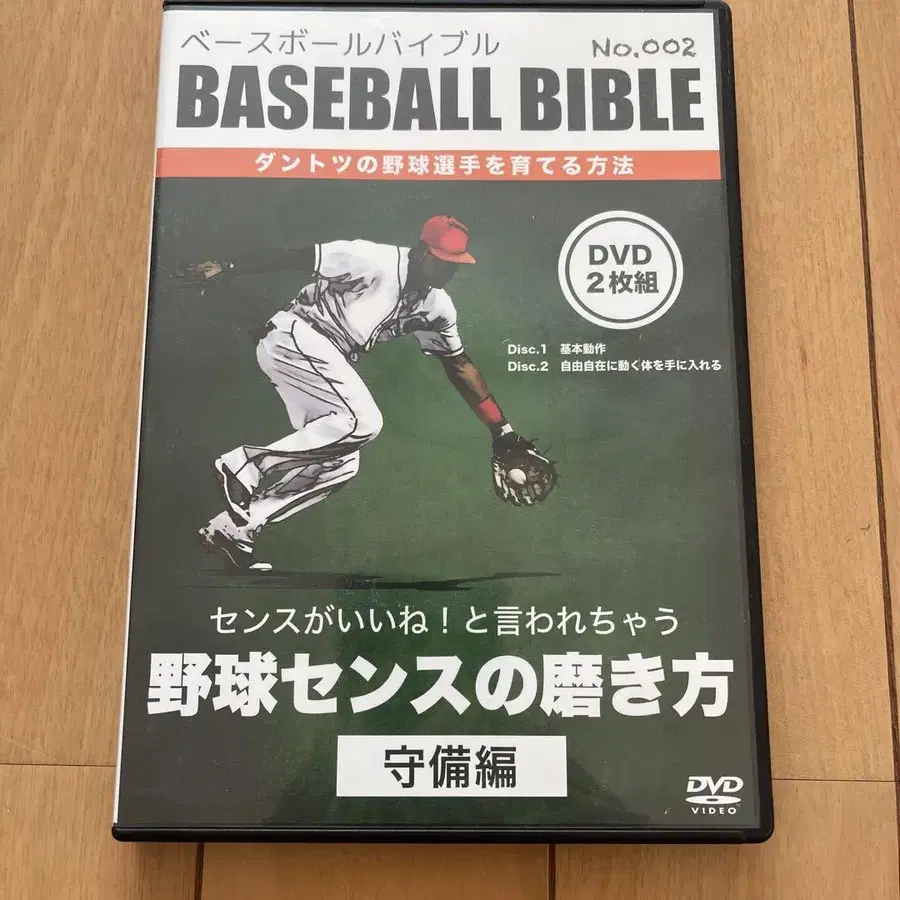 ベースボールバイブル
No.002
BASEBALL BIBLE
ダントツの野球選手を育てる方法
DVD
2枚組
Disc.1 基本動作
Disc.2 自由自在に動く体を手に入れる
センスがいいね！と言われちゃう
野球センスの磨き方
守備編
DVD
VIDEO